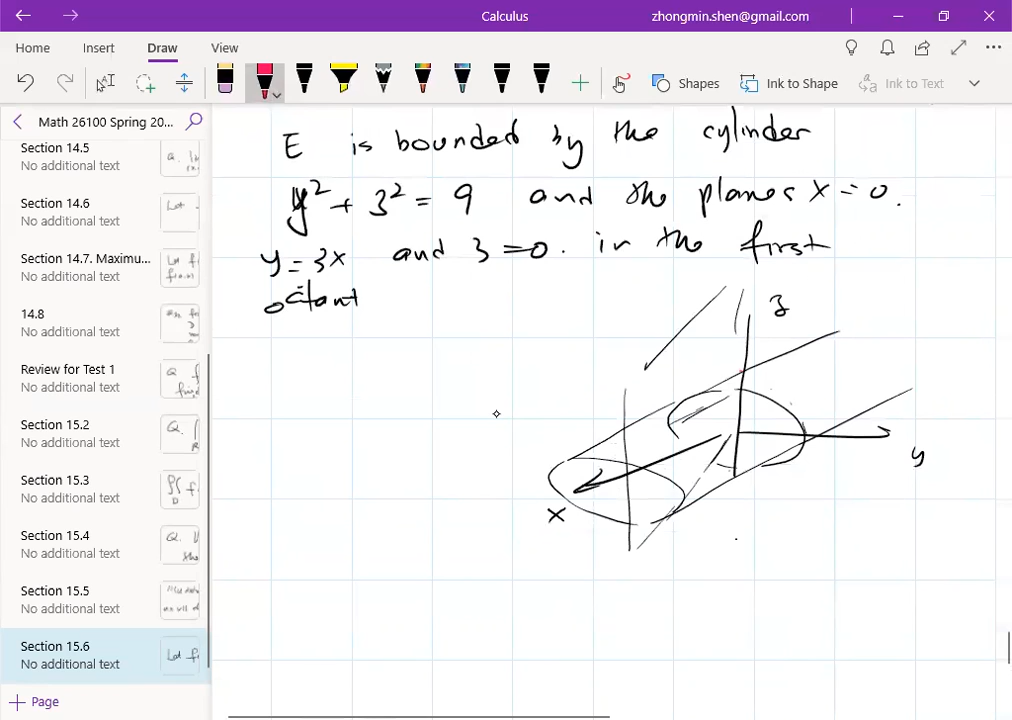 Calculus
zhongmin.shen@gmail.com
Home
Insert
Draw
View
Shapes
Ink to Shape
Ink to Text
Math 26100 Spring 20...
Section 14.5
No additional text
Section 14.6
No additional text
Section 14.7. Maximu...
No additional text
14.8
No additional text
Review for Test 1
No additional text
Section 15.2
No additional text
Section 15.3
No additional text
Section 15.4
No additional text
Section 15.5
No additional text
Section 15.6
No additional text
Page
E is bounded by the cylinder
y² + z² = 9 and the planes x = 0.
y = 3x and z = 0. in the first
octant
z
y
x